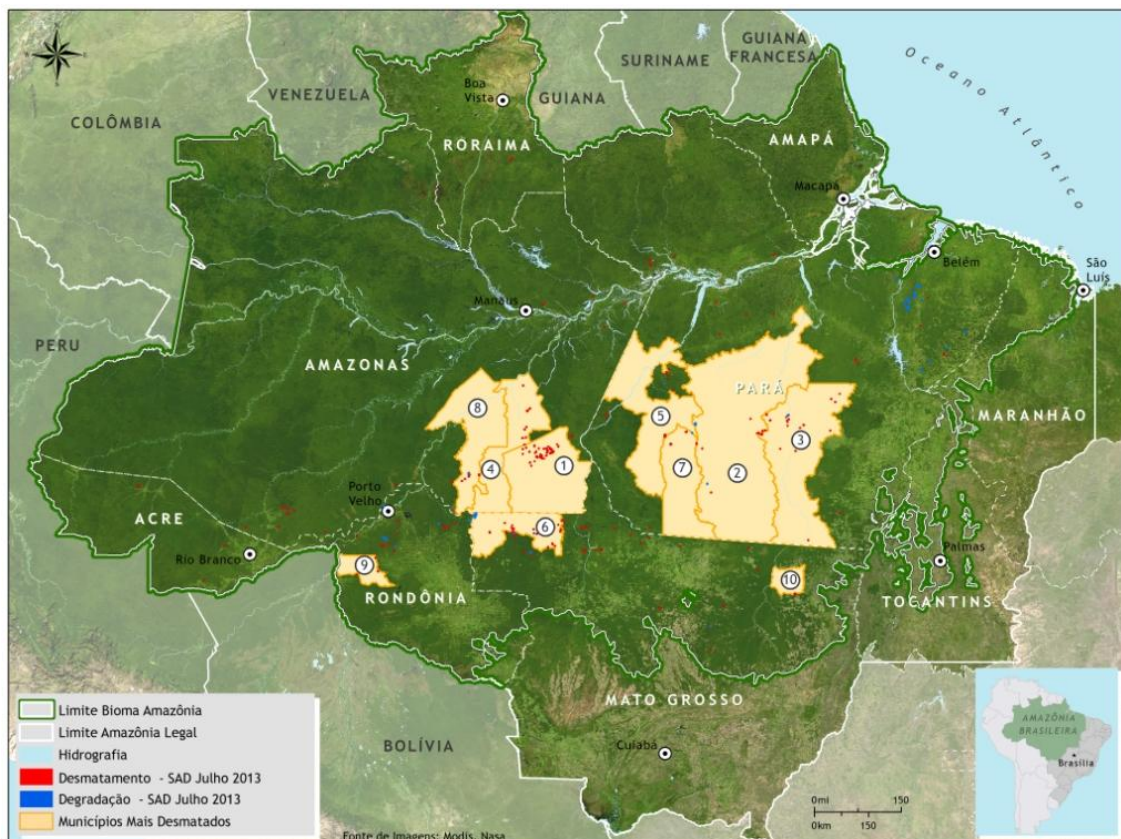 Oceano Atlântico
GUIANA
FRANCESA
SURINAME
GUIANA
VENEZUELA
COLÔMBIA
Boa
Vista
RORAIMA
AMAPÁ
Macapá
Belém
São
Luís
Manaus
PERU
AMAZONAS
PARÁ
MARANHÃO
8
5
3
1
4
7
2
Porto
Velho
ACRE
6
Rio Branco
9
10
Palmas
RONDÔNIA
TOCANTINS
MATO GROSSO
Cuiabá
BOLÍVIA
Limite Bioma Amazônia
Limite Amazônia Legal
Hidrografia
Desmatamento - SAD Julho 2013
Degradação - SAD Julho 2013
Municípios Mais Desmatados
Fonte de Imagens: Modis, Nasa
0mi 150
0km 150
AMAZÔNIA
BRASILEIRA
Brasília